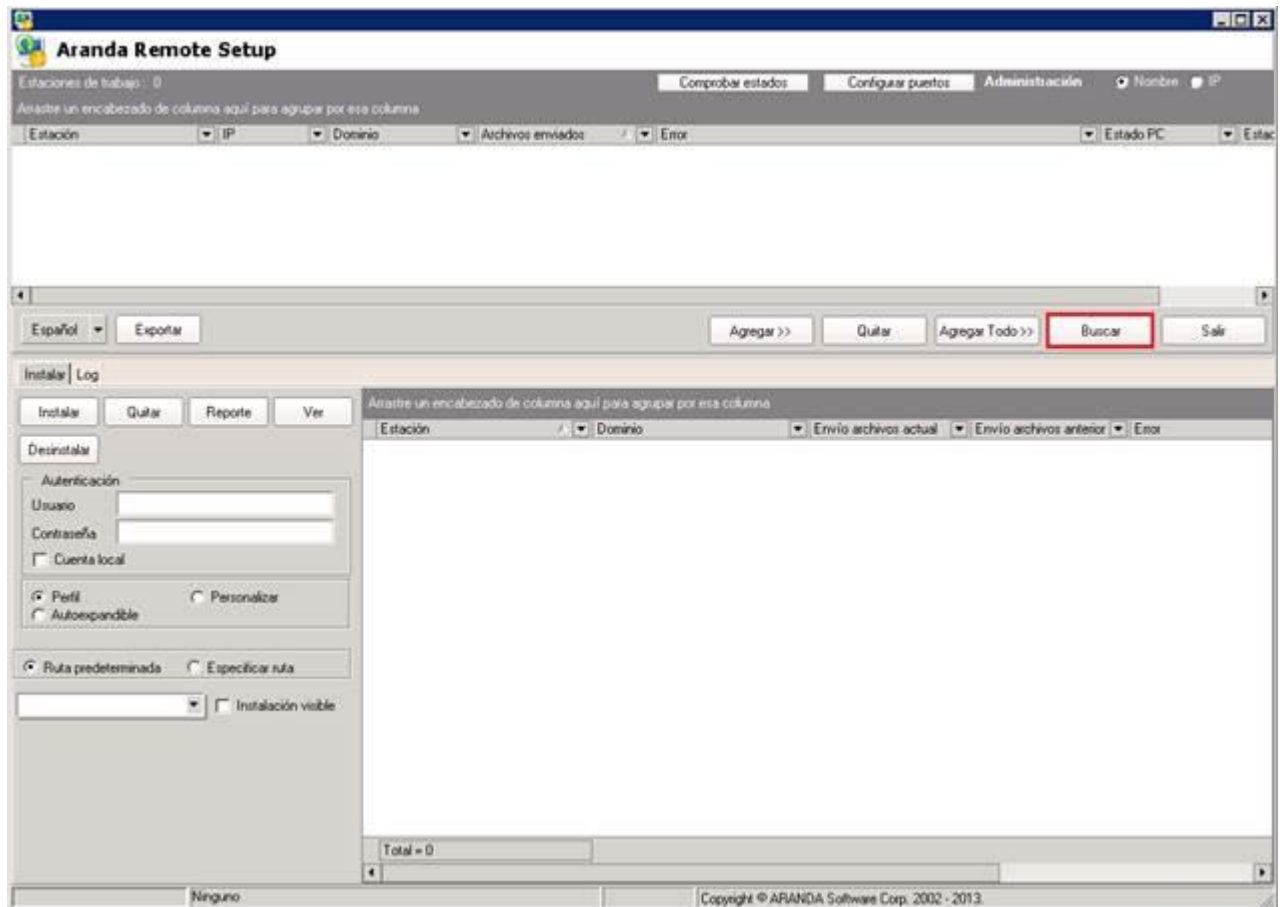 Aranda Remote Setup
Estaciones de trabajo : 0 Comprobar estados Configurar puertos Administración Nombre IP
Arrastre un encabezado de columna aquí para agrupar por esa columna
Estación IP Dominio Archivos enviados Error Estado PC Estac
Español Exportar Agregar >> Quitar Agregar Todo >> Buscar Salir
Instalar Log
Instalar Quitar Reporte Ver
Desinstalar
Autenticación
Usuario
Contraseña
Cuenta local
Perfil Personalizar
Autoexpandible
Ruta predeterminada Especificar ruta
Instalación visible
Arrastre un encabezado de columna aquí para agrupar por esa columna
Estación Dominio Envío archivos actual Envío archivos anterior Error
Total = 0
Ninguno Copyright © ARANDA Software Corp. 2002 - 2013.